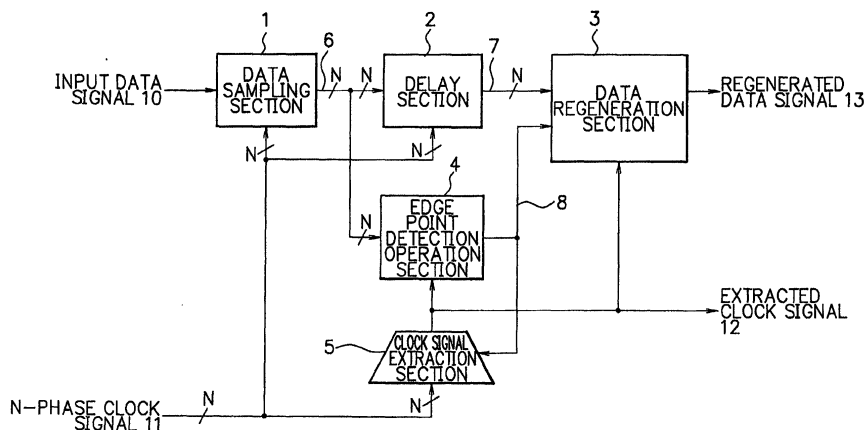 1
2
3
6
7
N
N
N
INPUT DATA
SIGNAL 10
DATA
SAMPLING
SECTION
DELAY
SECTION
DATA
REGENERATION
SECTION
REGENERATED
DATA SIGNAL 13
N
N
4
N
EDGE
POINT
DETECTION
OPERATION
SECTION
8
EXTRACTED
CLOCK SIGNAL
12
5
CLOCK SIGNAL
EXTRACTION
SECTION
N-PHASE CLOCK
SIGNAL 11
N
N